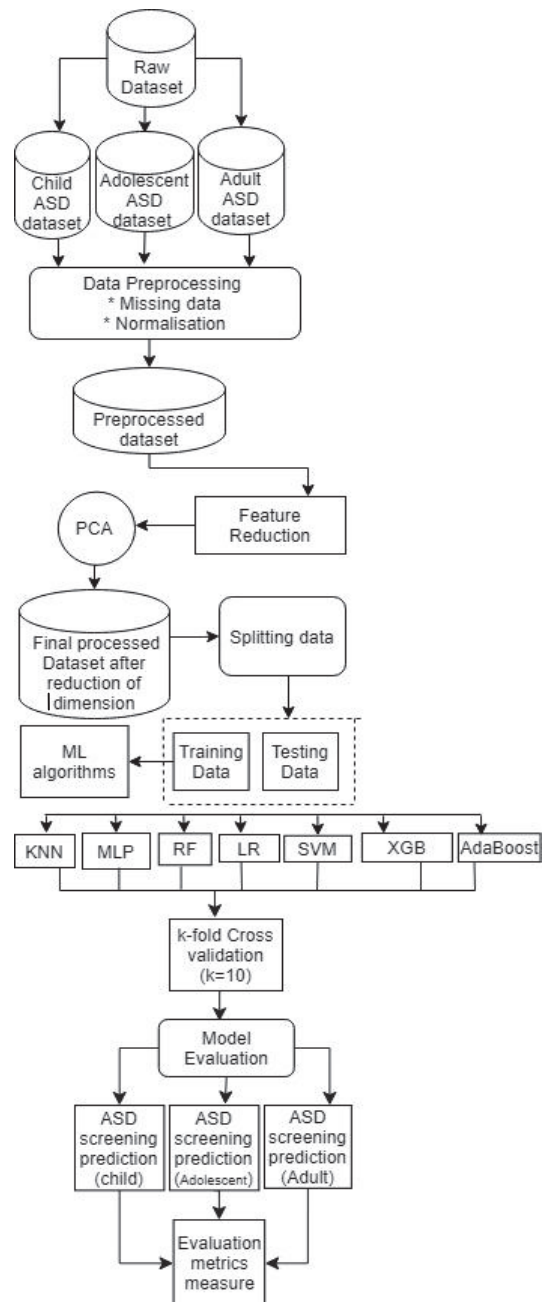 Raw
Dataset
Child
ASD
dataset
Adolescent
ASD
dataset
Adult
ASD
dataset
Data Preprocessing
* Missing data
* Normalisation
Preprocessed
dataset
Feature
Reduction
PCA
Final processed
Dataset after
reduction of
dimension
Splitting data
Training
Data
Testing
Data
ML
algorithms
KNN
MLP
RF
LR
SVM
XGB
AdaBoost
k-fold Cross
validation
(k=10)
Model
Evaluation
ASD
screening
prediction
(child)
ASD
screening
prediction
(Adolescent)
ASD
screening
prediction
(Adult)
Evaluation
metrics
measure